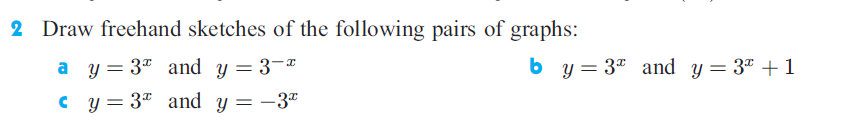 2 Draw freehand sketches of the following pairs of graphs:
a y = 3^x and y = 3^{-x} b y = 3^x and y = 3^x + 1
c y = 3^x and y = −3^x